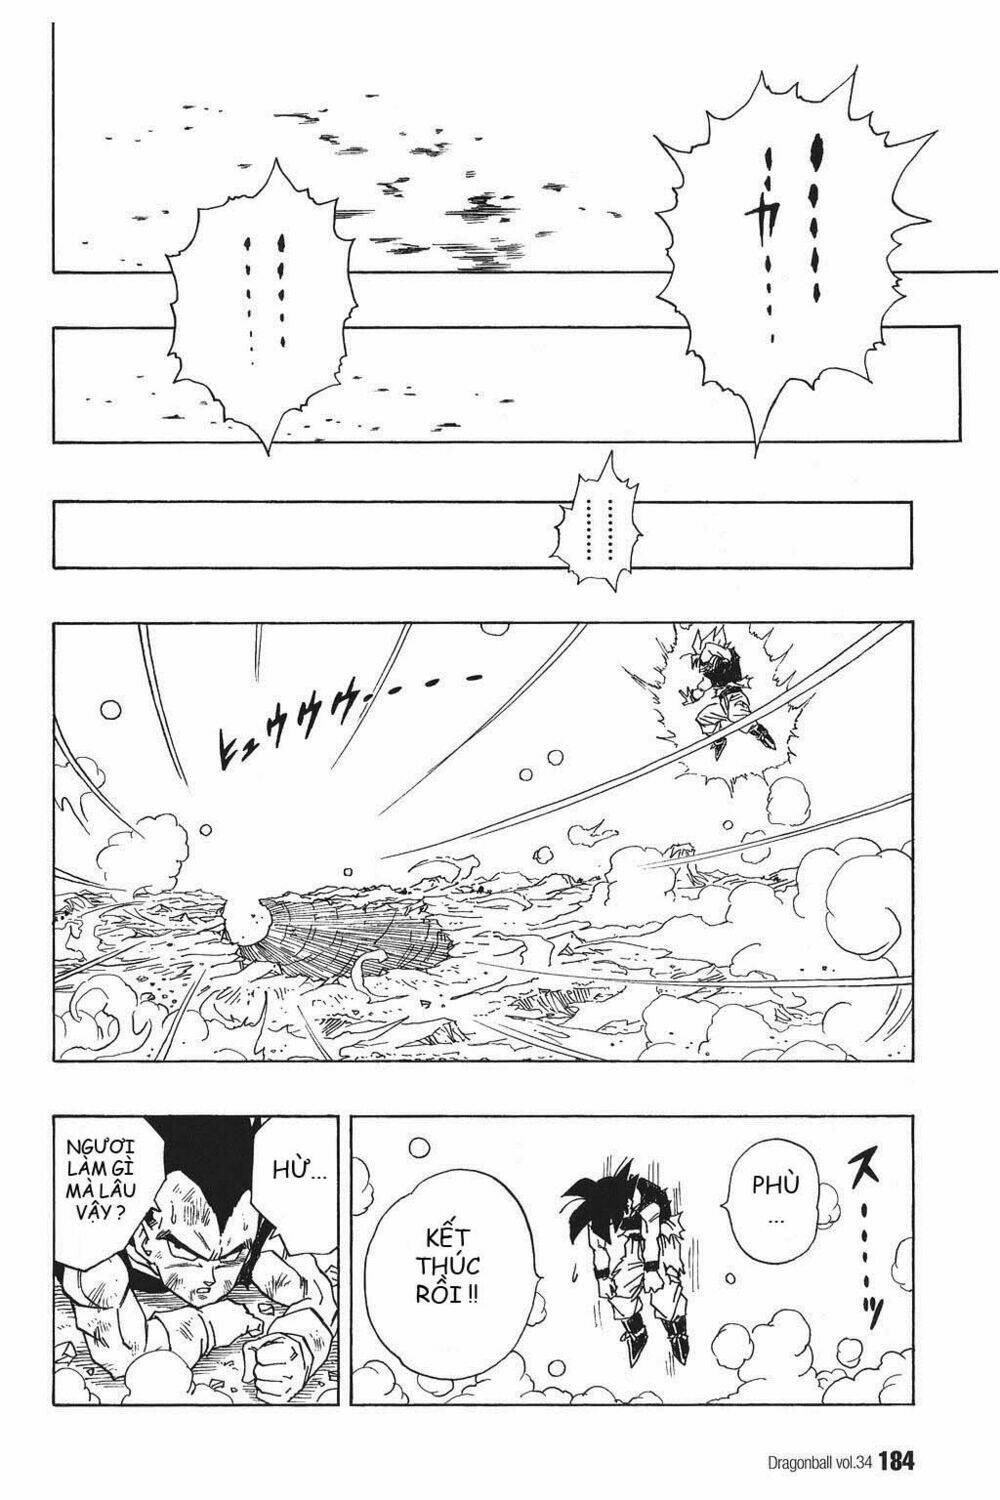 カ
ヒュウウウ
PHÙ
...
ス
ッ
KẾT
THÚC
RỒI !!
HỪ...
NGƯƠI
LÀM GÌ
MÀ LÂU
VẬY?
Dragonball vol.34 184